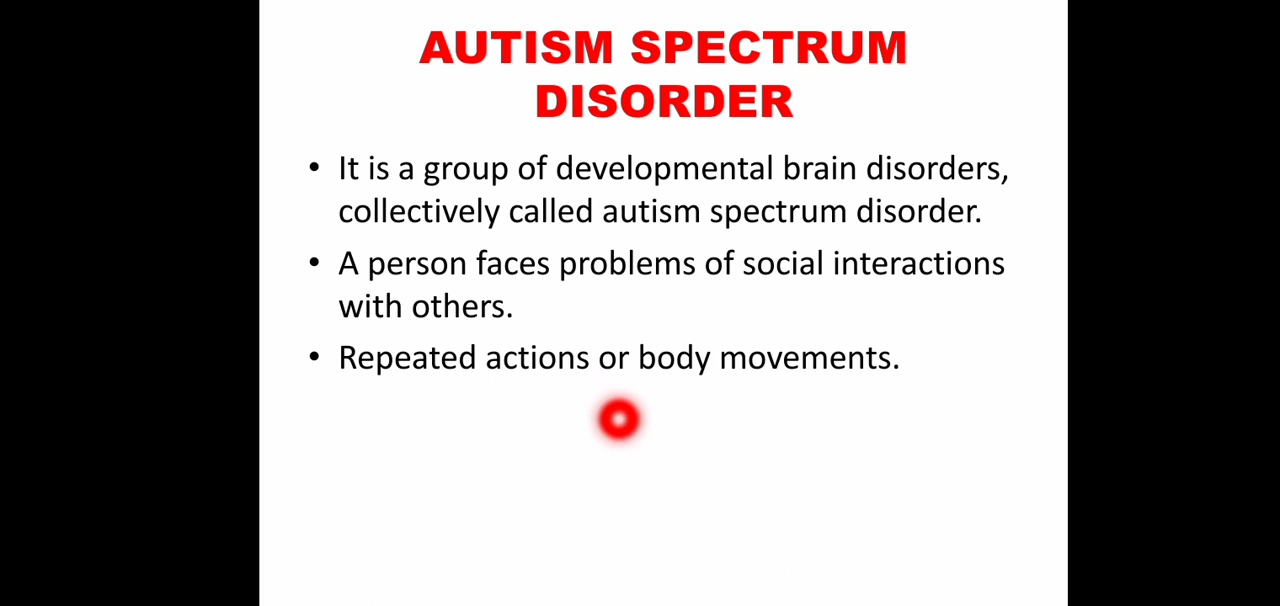 AUTISM SPECTRUM
DISORDER
• It is a group of developmental brain disorders,
collectively called autism spectrum disorder.
• A person faces problems of social interactions
with others.
• Repeated actions or body movements.